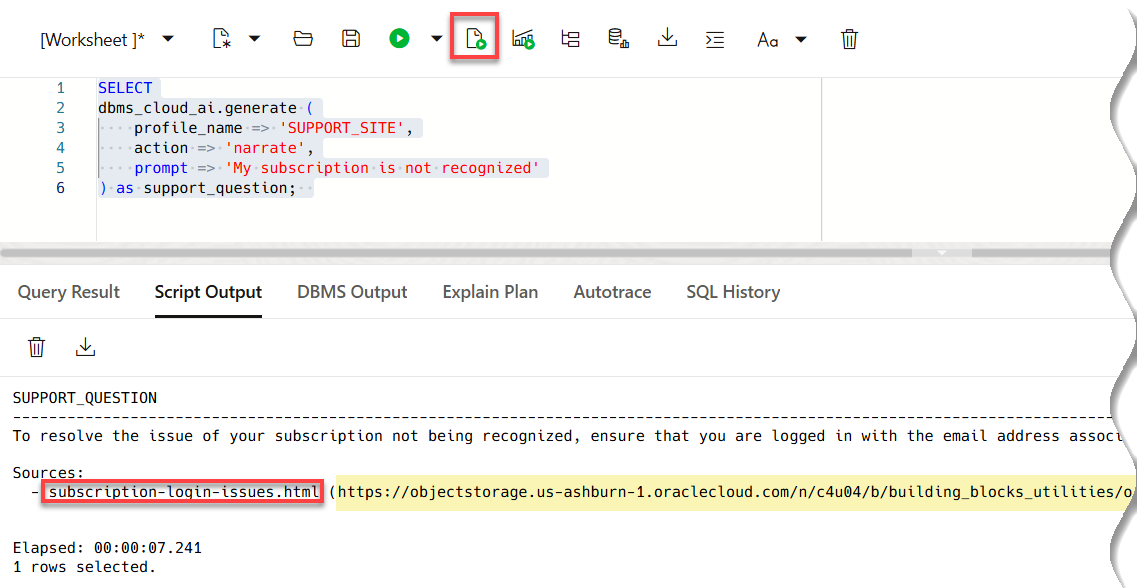 [Worksheet ]*
Aa
1 SELECT
2 dbms_cloud_ai.generate (
3 profile_name => 'SUPPORT_SITE',
4 action => 'narrate',
5 prompt => 'My subscription is not recognized'
6 ) as support_question;
Query Result Script Output DBMS Output Explain Plan Autotrace SQL History
SUPPORT_QUESTION
--------------------------------------------------------------------------------------------------------------------------
To resolve the issue of your subscription not being recognized, ensure that you are logged in with the email address assoc
Sources:
- subscription-login-issues.html (https://objectstorage.us-ashburn-1.oraclecloud.com/n/c4u04/b/building_blocks_utilities/o
Elapsed: 00:00:07.241
1 rows selected.